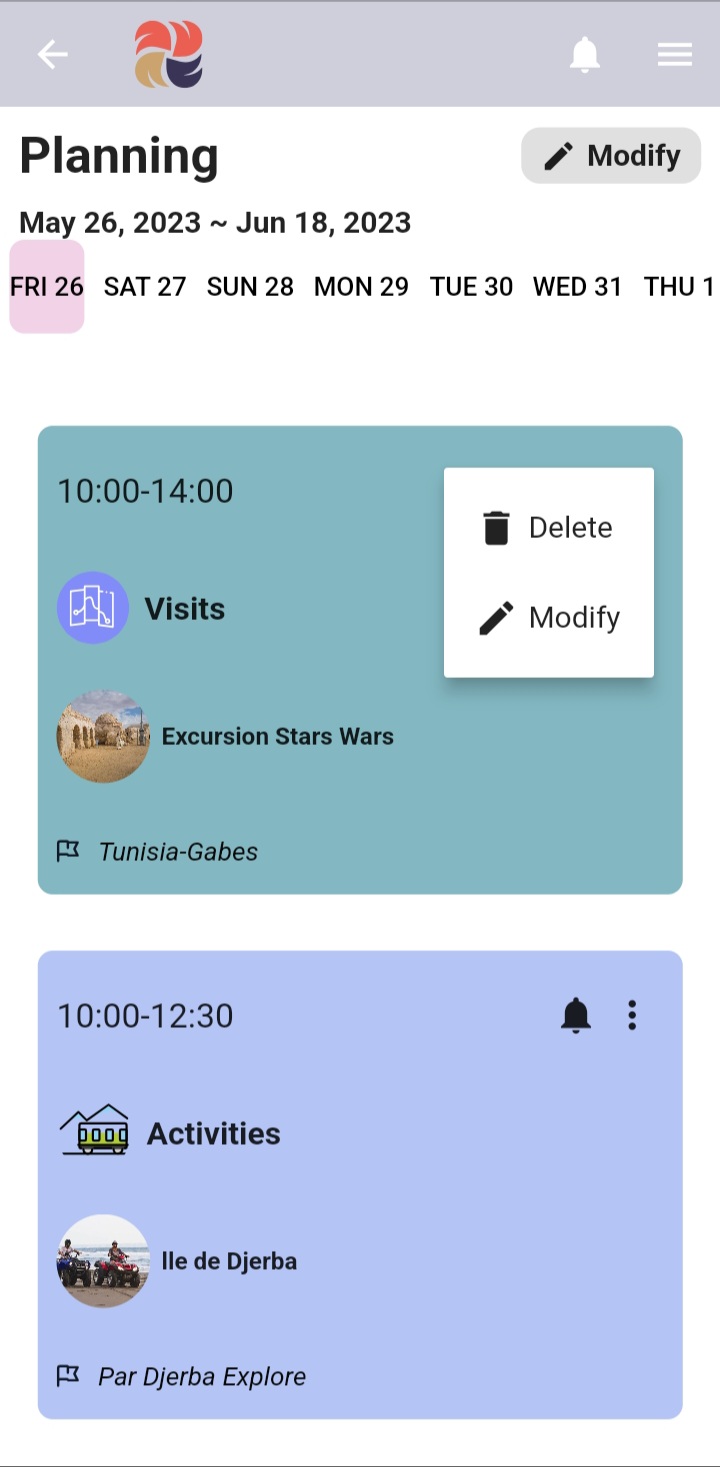 Planning
Modify
May 26, 2023 ~ Jun 18, 2023
FRI 26 SAT 27 SUN 28 MON 29 TUE 30 WED 31 THU 1
10:00-14:00
Delete
Modify
Visits
Excursion Stars Wars
Tunisia-Gabes
10:00-12:30
Activities
Ile de Djerba
Par Djerba Explore